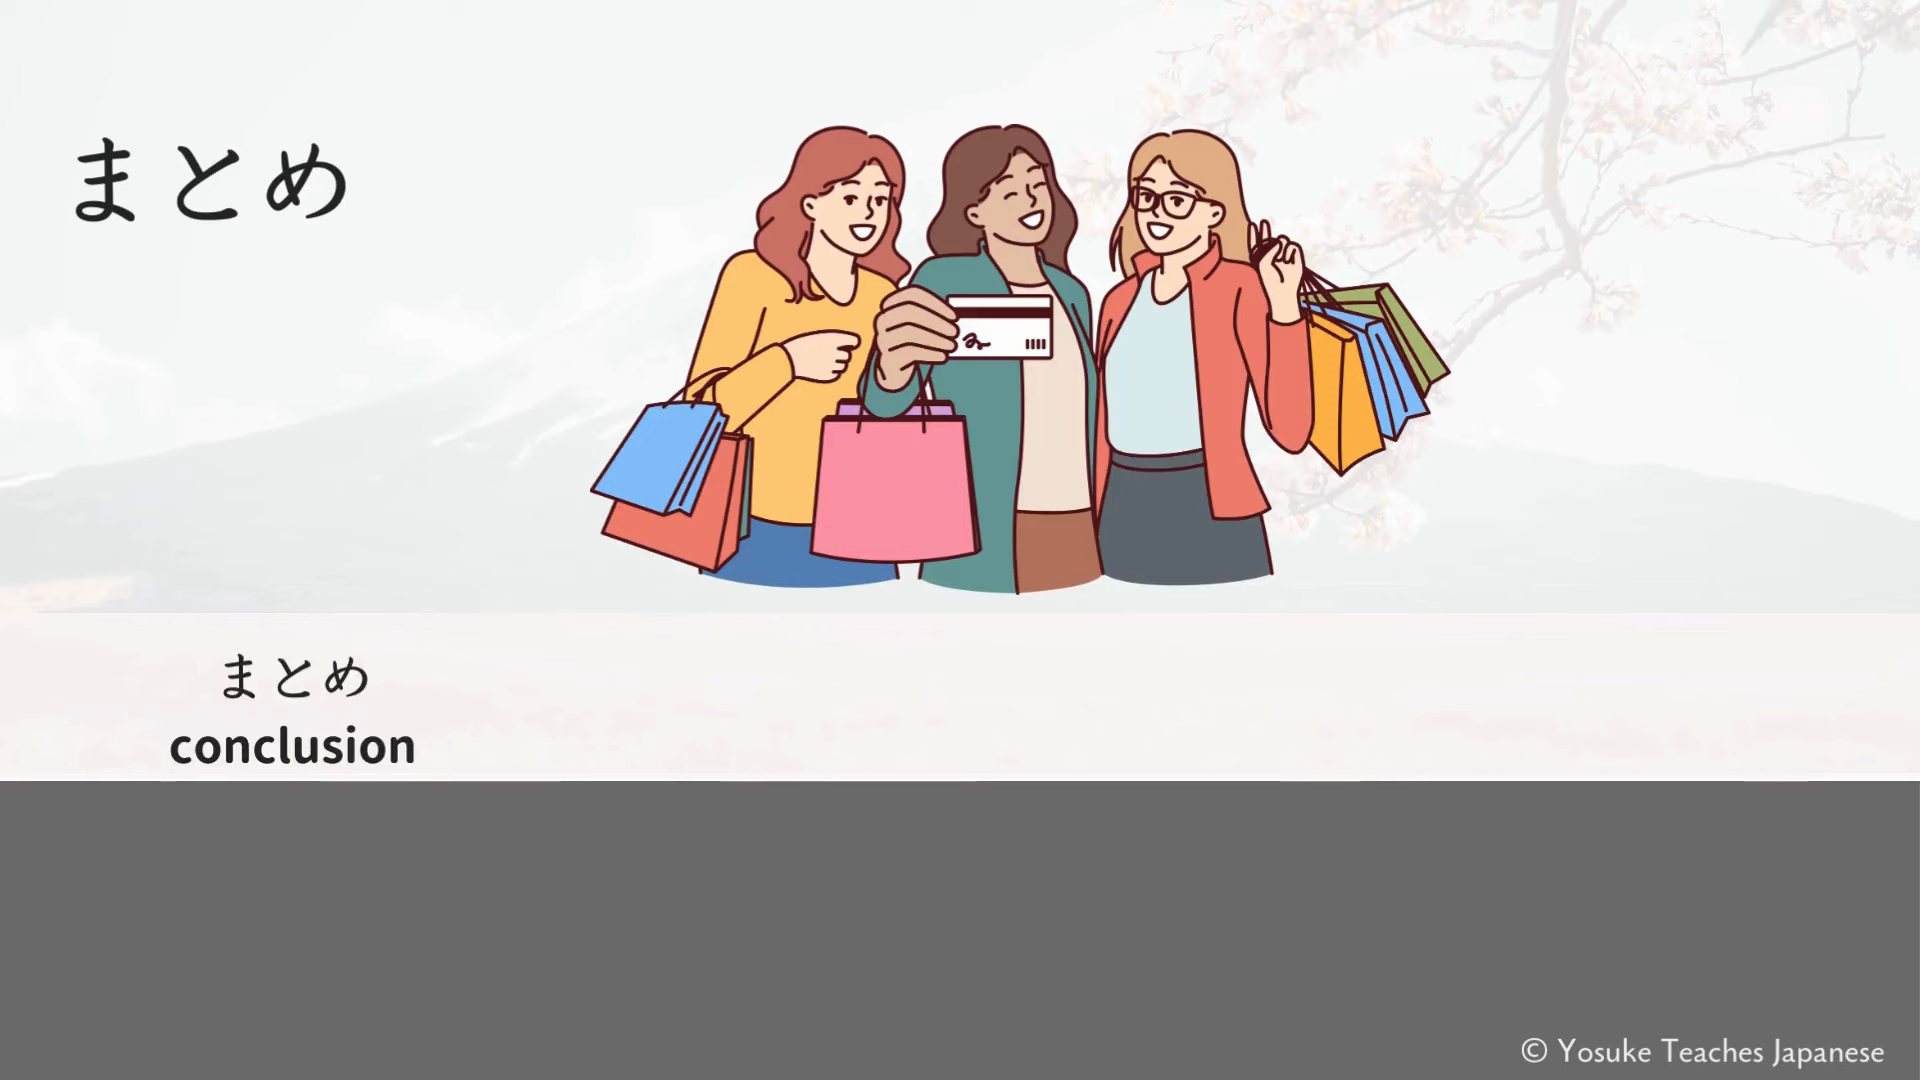 まとめ
まとめ
conclusion
© Yosuke Teaches Japanese